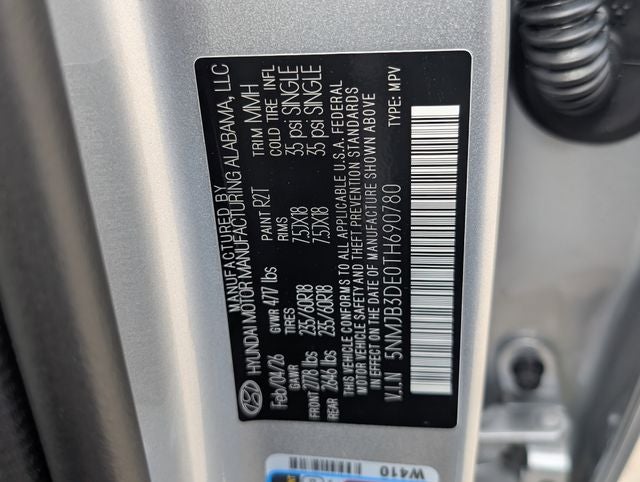 MANUFACTURED BY
HYUNDAI MOTOR MANUFACTURING ALABAMA, LLC
Feb/04/26 GVWR 4717 lbs PAINT R2T TRIM MMH
GAWR TIRES RIMS COLD TIRE INFL
FRONT 2778 lbs 235/60R18 7.5JX18 35 psi SINGLE
REAR 2646 lbs 235/60R18 7.5JX18 35 psi SINGLE
THIS VEHICLE CONFORMS TO ALL APPLICABLE U.S.A. FEDERAL
MOTOR VEHICLE SAFETY AND THEFT PREVENTION STANDARDS
IN EFFECT ON THE DATE OF MANUFACTURE SHOWN ABOVE
V.I.N 5NMJB3DE0TH690780 TYPE: MPV
W410